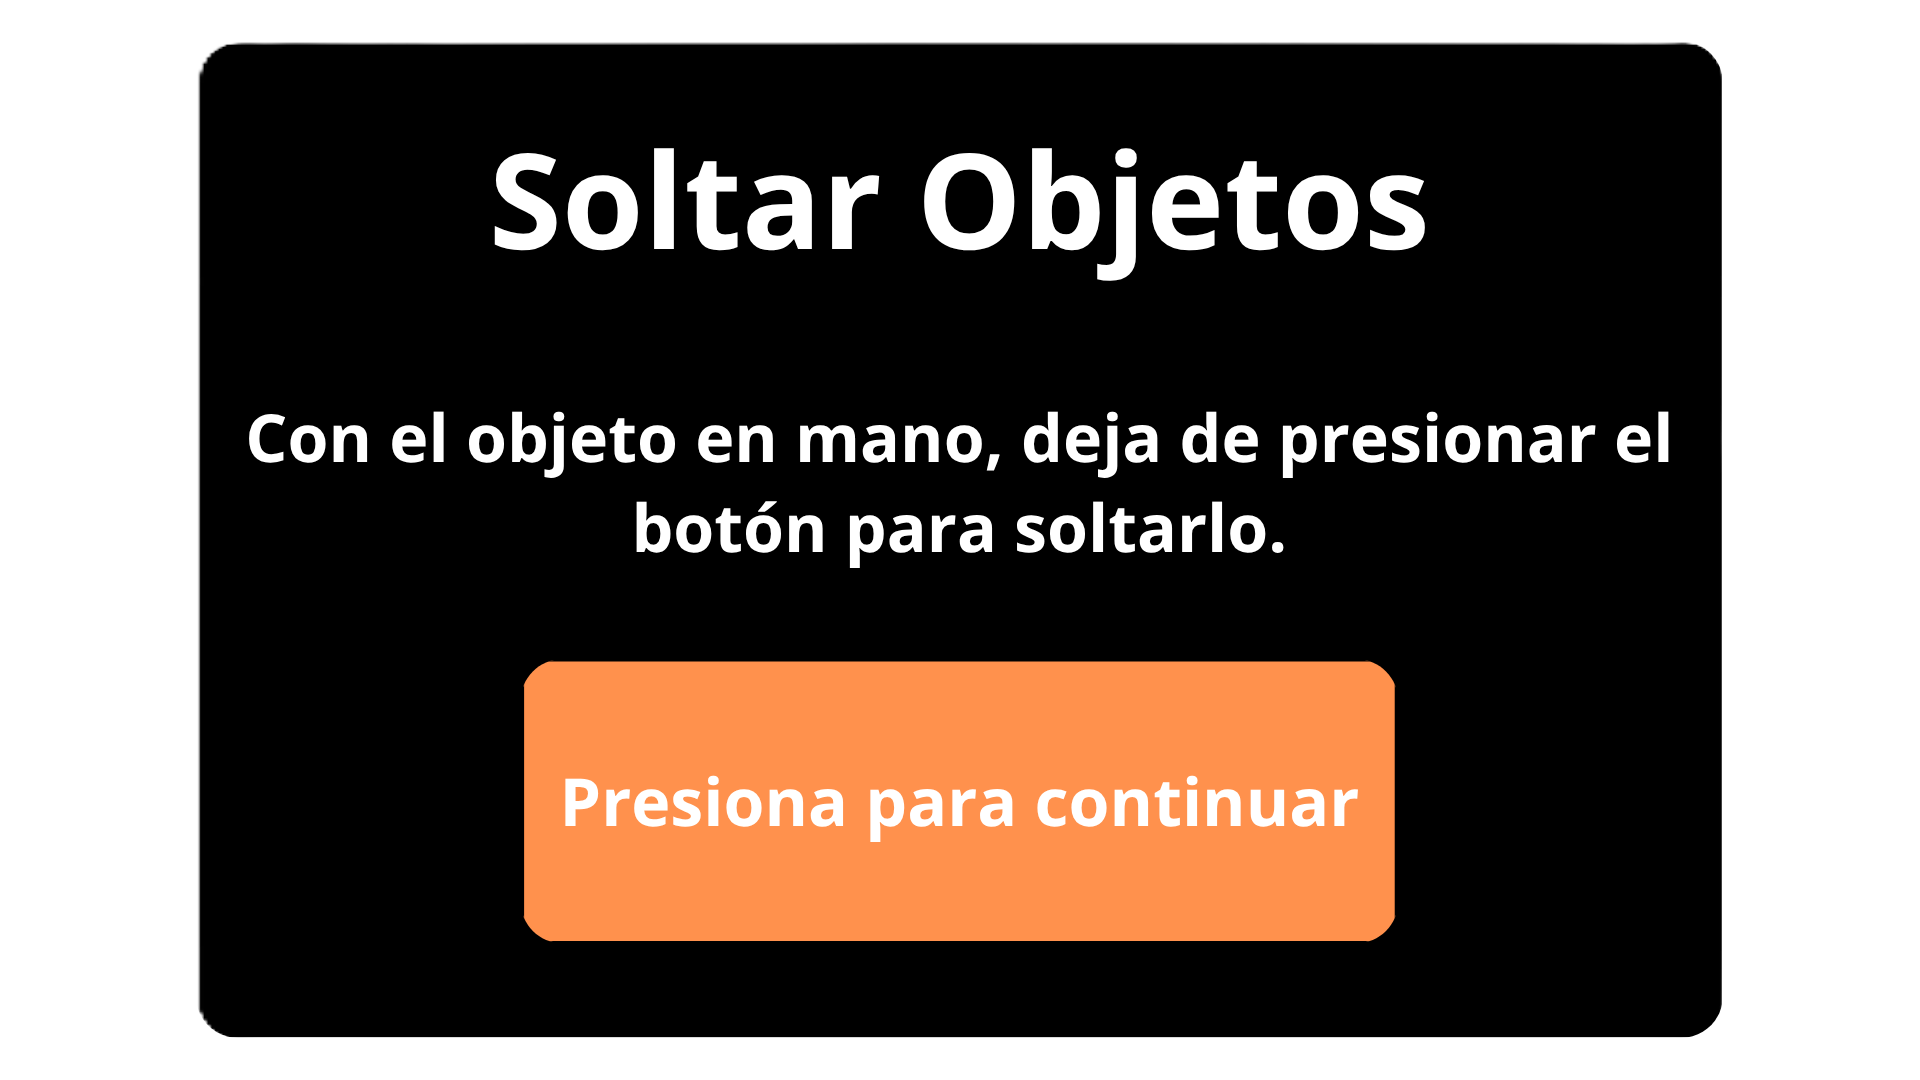 Soltar Objetos
Con el objeto en mano, deja de presionar el
botón para soltarlo.
Presiona para continuar